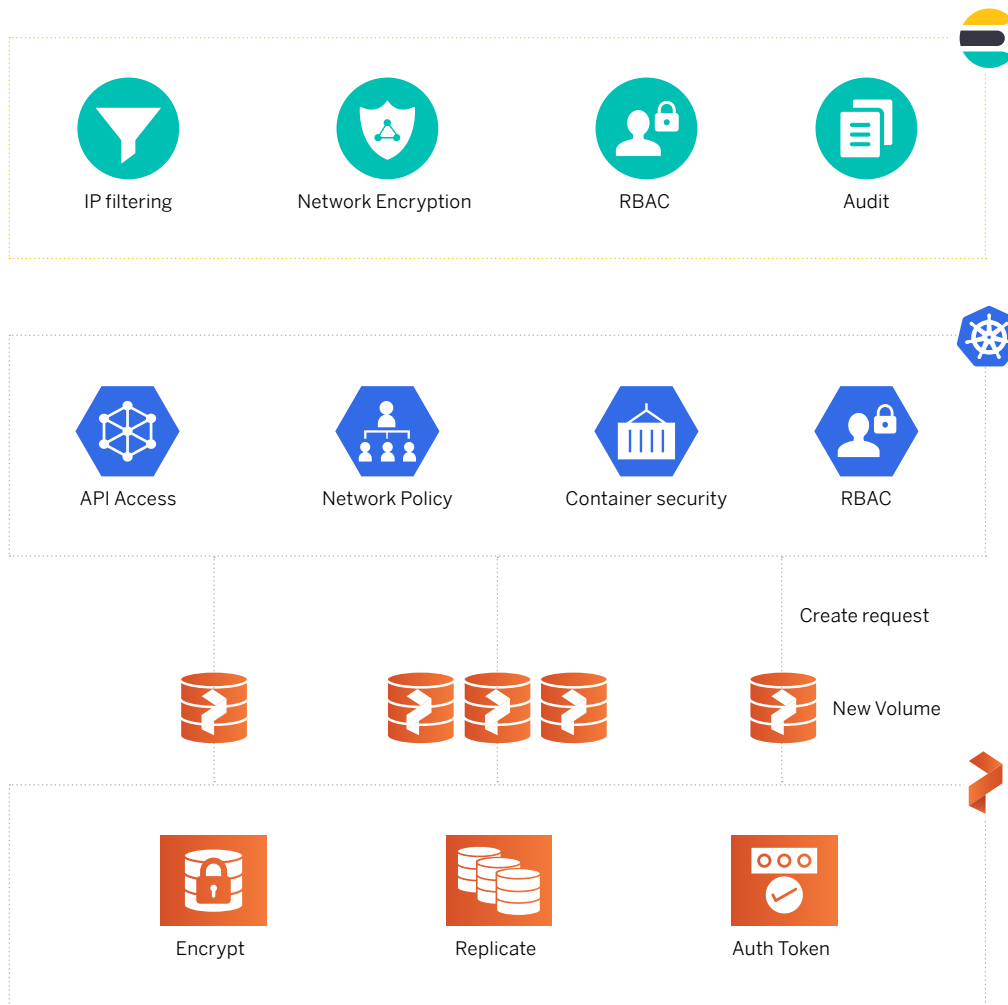 IP filtering
Network Encryption
RBAC
Audit
API Access
Network Policy
Container security
RBAC
Create request
New Volume
Encrypt
Replicate
Auth Token